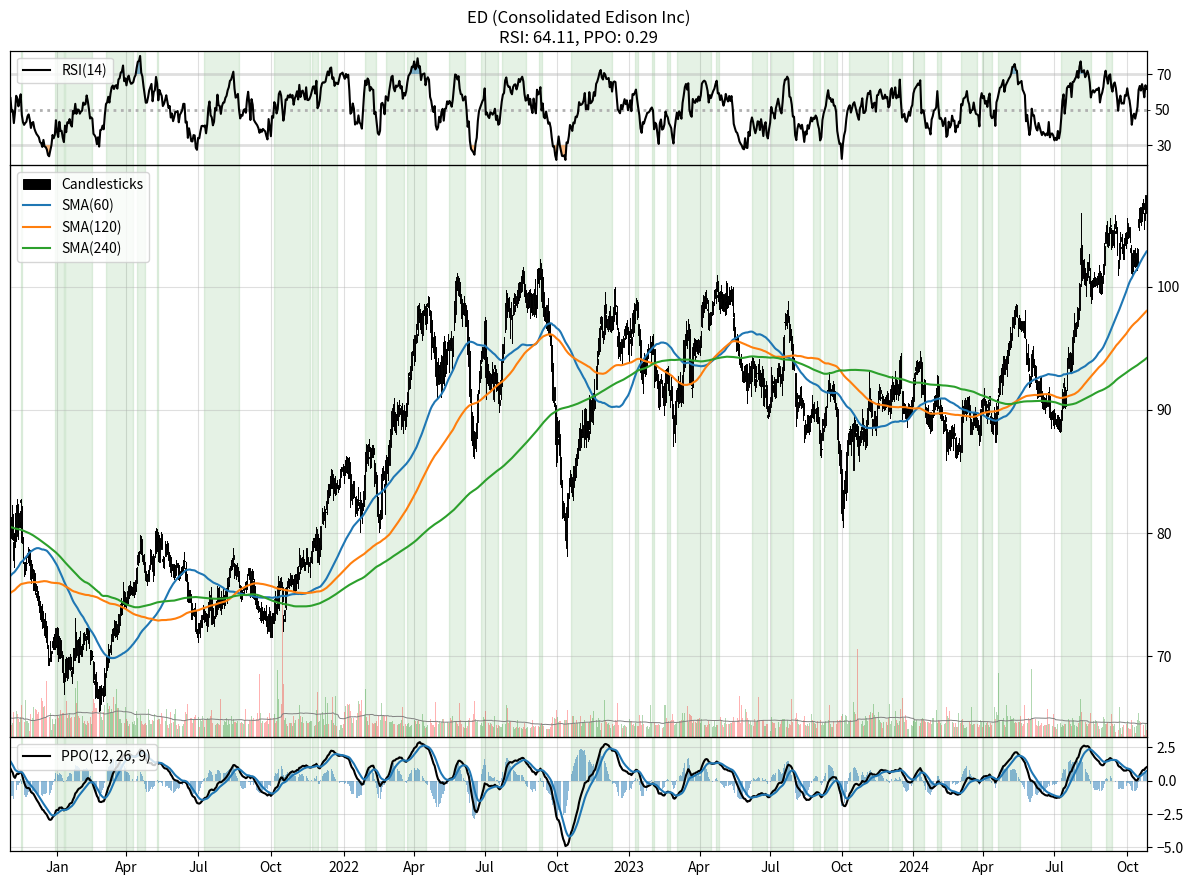 ED (Consolidated Edison Inc)
RSI: 64.11, PPO: 0.29
RSI(14)
70
50
30
Candlesticks
SMA(60)
SMA(120)
SMA(240)
100
90
80
70
PPO(12, 26, 9)
2.5
0.0
−2.5
−5.0
Jan Apr Jul Oct 2022 Apr Jul Oct 2023 Apr Jul Oct 2024 Apr Jul Oct